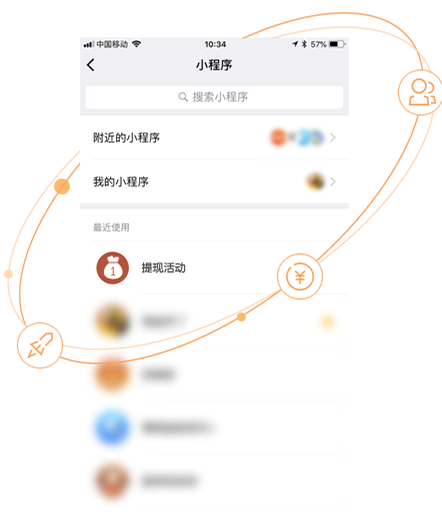 中国移动 10:34 57%
小程序
搜索小程序
附近的小程序
我的小程序
最近使用
1 提现活动
¥